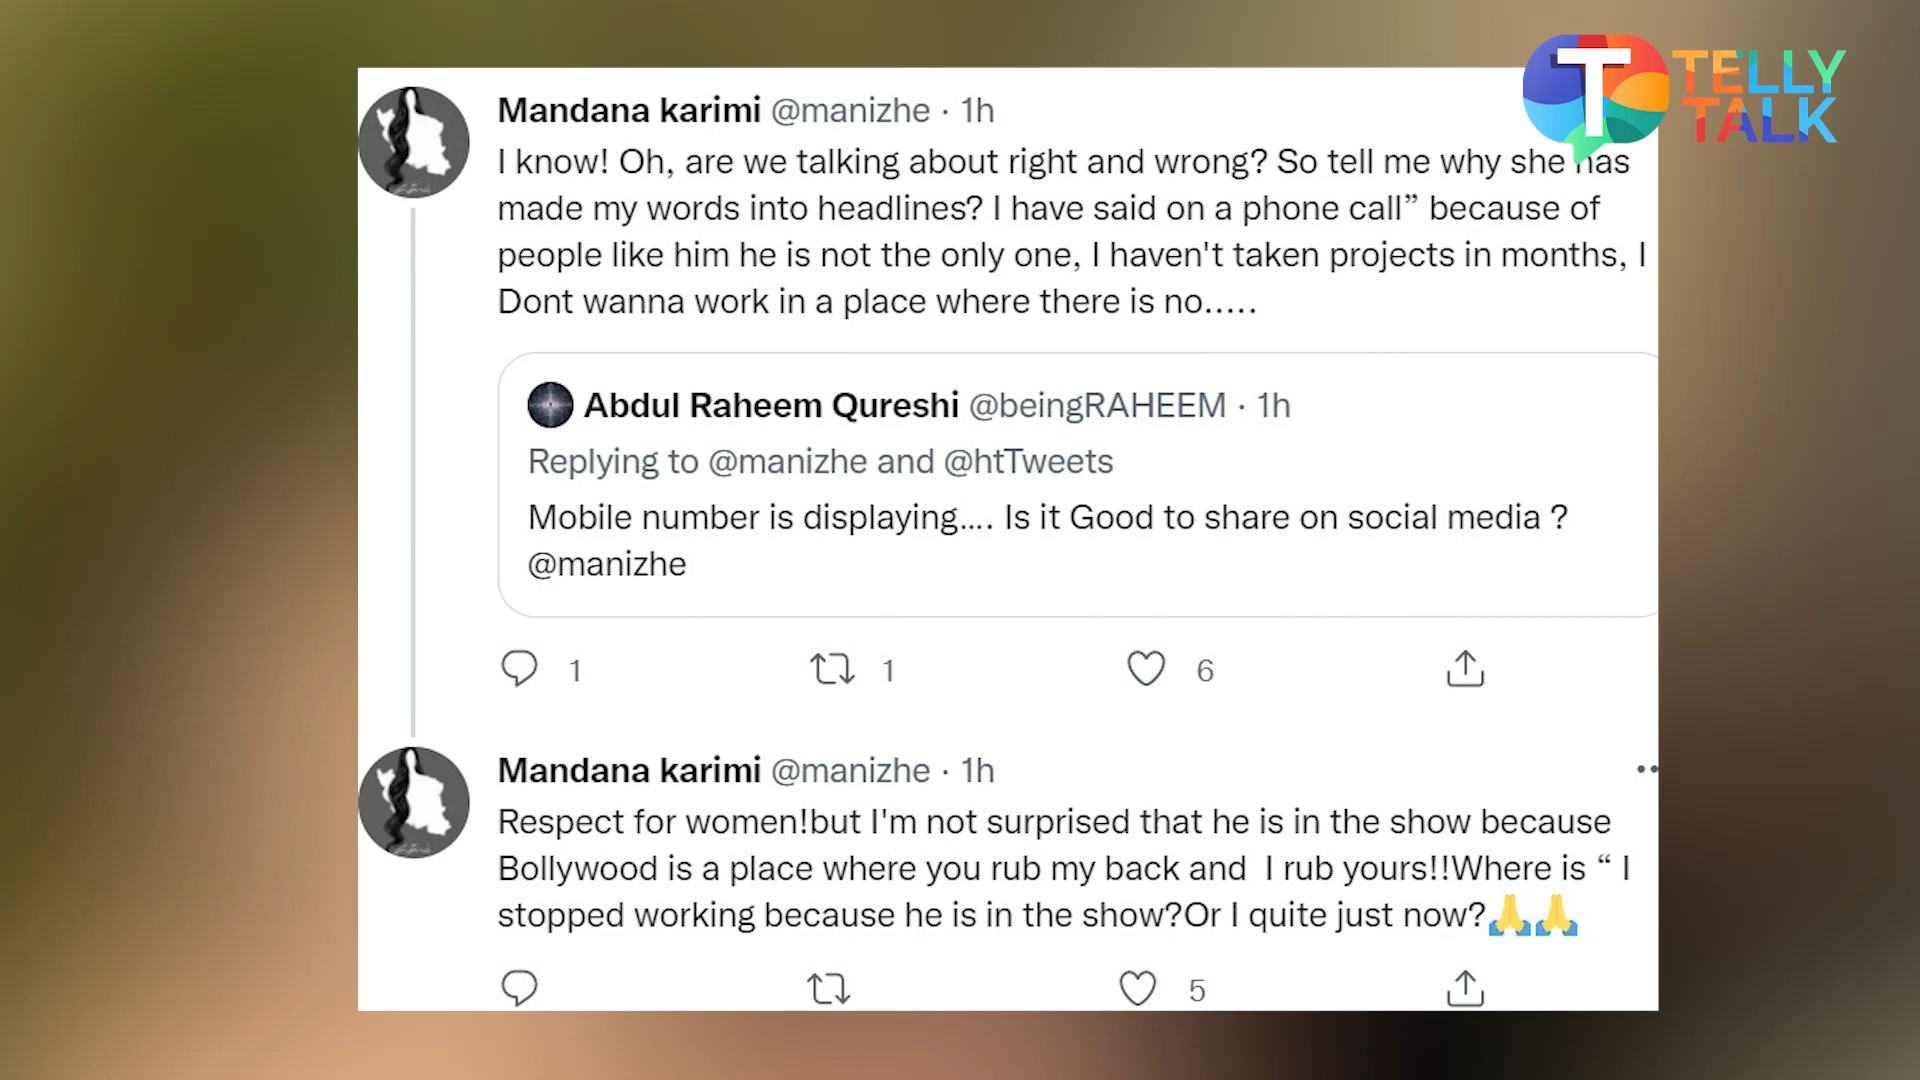 T TELLY
TALK
Mandana karimi @manizhe · 1h
I know! Oh, are we talking about right and wrong? So tell me why she has
made my words into headlines? I have said on a phone call” because of
people like him he is not the only one, I haven't taken projects in months, I
Dont wanna work in a place where there is no.....
Abdul Raheem Qureshi @beingRAHEEM · 1h
Replying to @manizhe and @htTweets
Mobile number is displaying.... Is it Good to share on social media ?
@manizhe
1 1 6
Mandana karimi @manizhe · 1h
Respect for women!but I'm not surprised that he is in the show because
Bollywood is a place where you rub my back and I rub yours!!Where is “ I
stopped working because he is in the show?Or I quite just now?🙏🙏
5